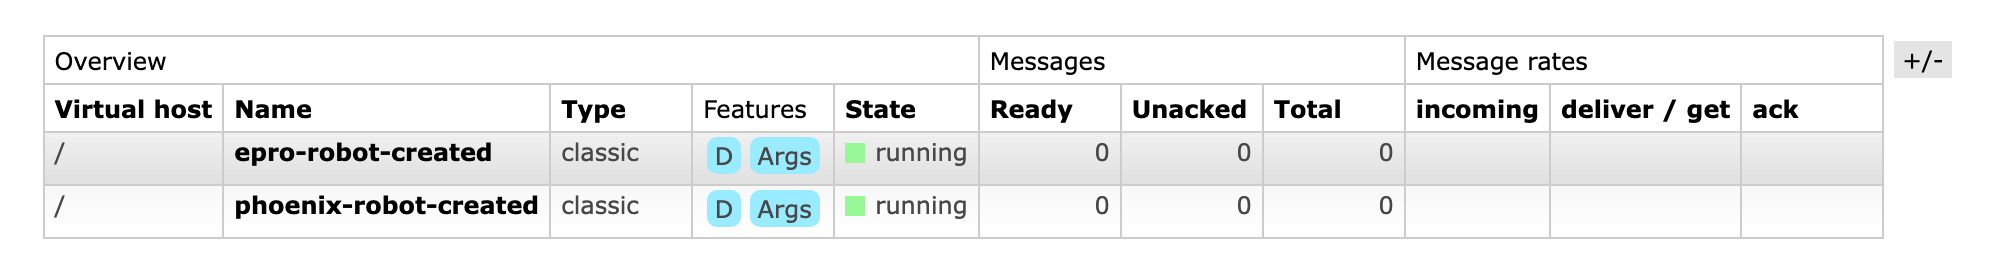 Overview Messages Message rates +/-
Virtual host Name Type Features State Ready Unacked Total incoming deliver / get ack
/ epro-robot-created classic D Args running 0 0 0
/ phoenix-robot-created classic D Args running 0 0 0